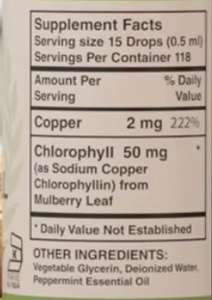 Supplement Facts
Serving size 15 Drops (0.5 ml)
Servings Per Container 118
Amount Per % Daily
Serving Value
Copper 2 mg 222%
Chlorophyll 50 mg *
(as Sodium Copper
Chlorophyllin) from
Mulberry Leaf
* Daily Value Not Established
OTHER INGREDIENTS:
Vegetable Glycerin, Deionized Water,
Peppermint Essential Oil